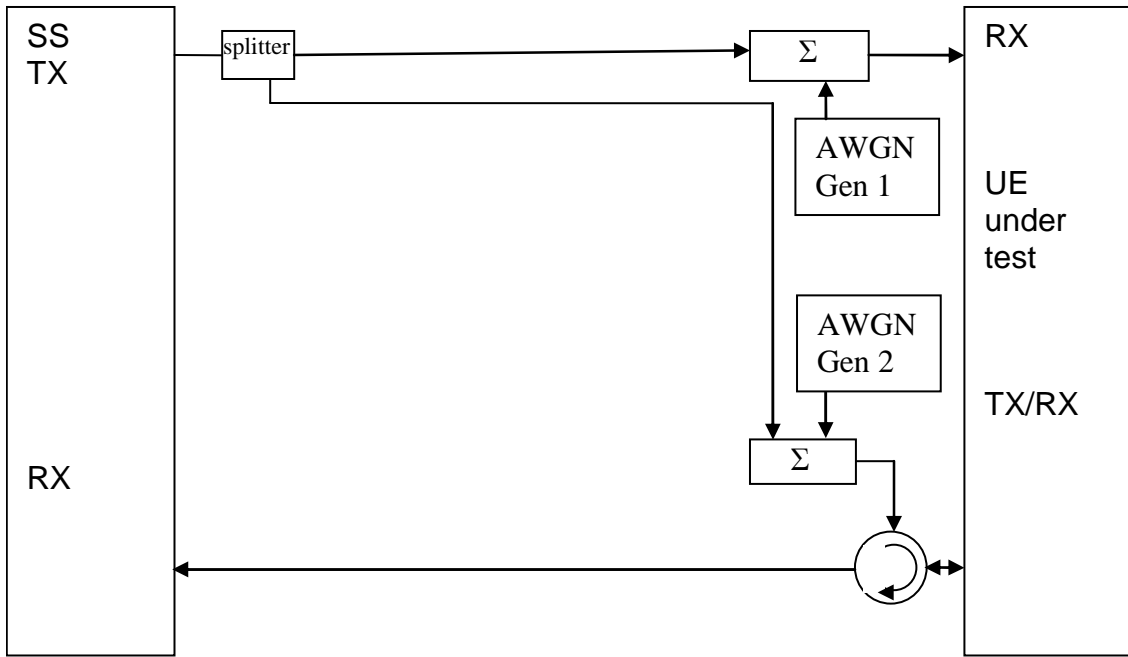 SS
TX
splitter
Σ
RX
AWGN
Gen 1
UE
under
test
AWGN
Gen 2
TX/RX
Σ
RX